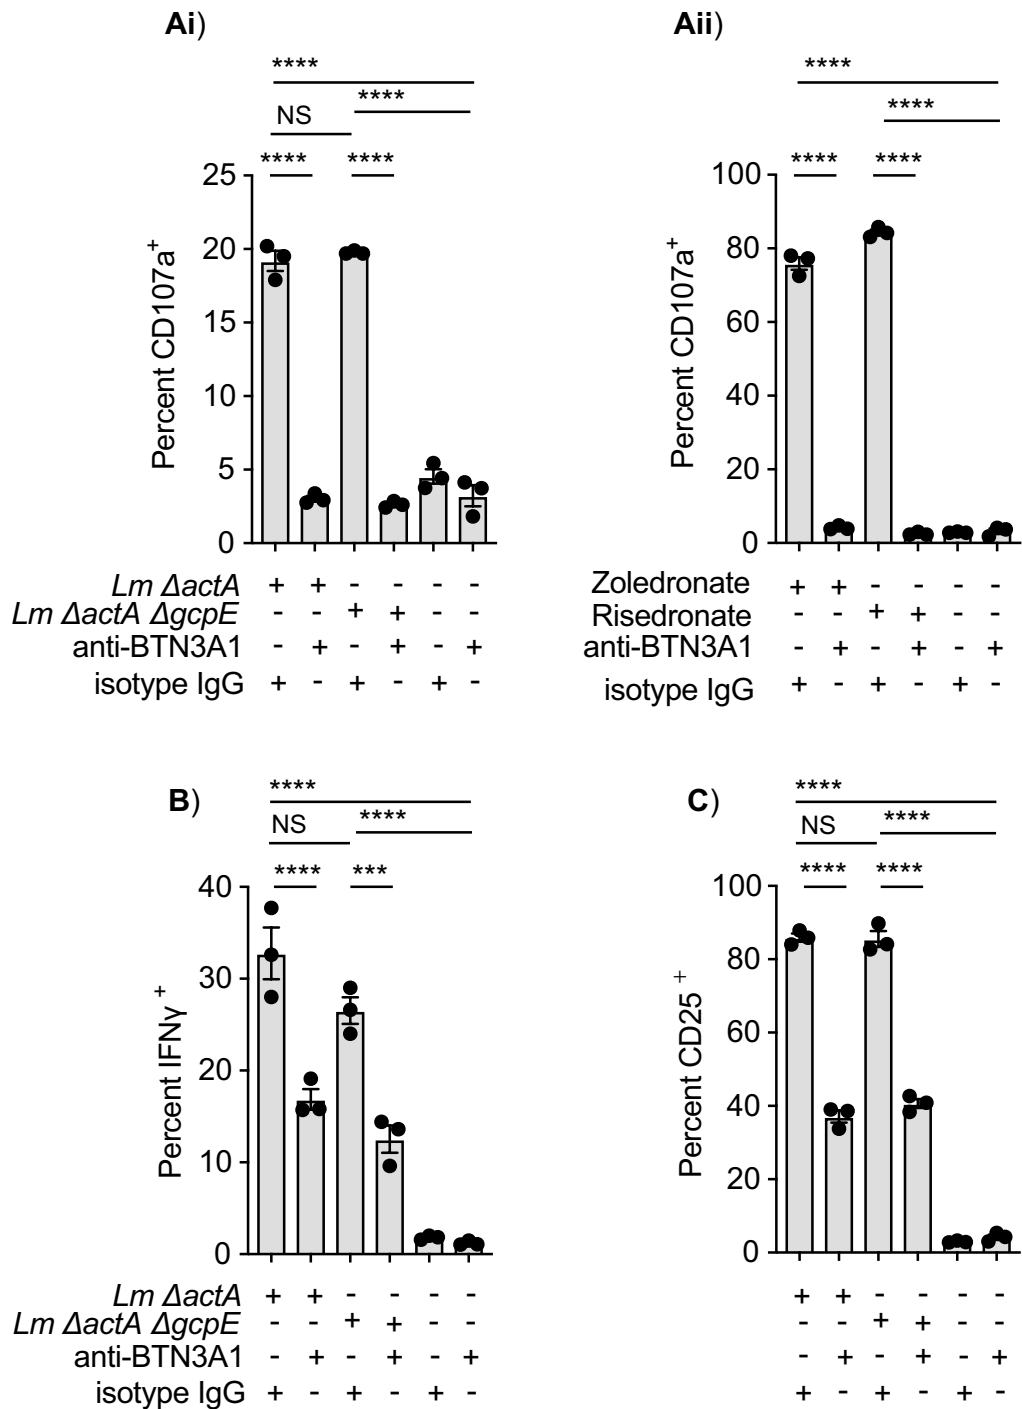 Ai)
****
****
NS
**** ****
25
20
15
10
5
0
Percent CD107a+
Lm ΔactA + + - - - -
Lm ΔactA ΔgcpE - - + + - -
anti-BTN3A1 - + - + - +
isotype IgG + - + - + -
Aii)
****
****
**** ****
100
80
60
40
20
0
Percent CD107a+
Zoledronate + + - - - -
Risedronate - - + + - -
anti-BTN3A1 - + - + - +
isotype IgG + - + - + -
B)
****
****
NS
**** ***
40
30
20
10
0
Percent IFNγ +
Lm ΔactA + + - - - -
Lm ΔactA ΔgcpE - - + + - -
anti-BTN3A1 - + - + - +
isotype IgG + - + - + -
C)
****
****
NS
**** ****
100
80
60
40
20
0
Percent CD25 +
+ + - - - -
- - + + - -
- + - + - +
+ - + - + -